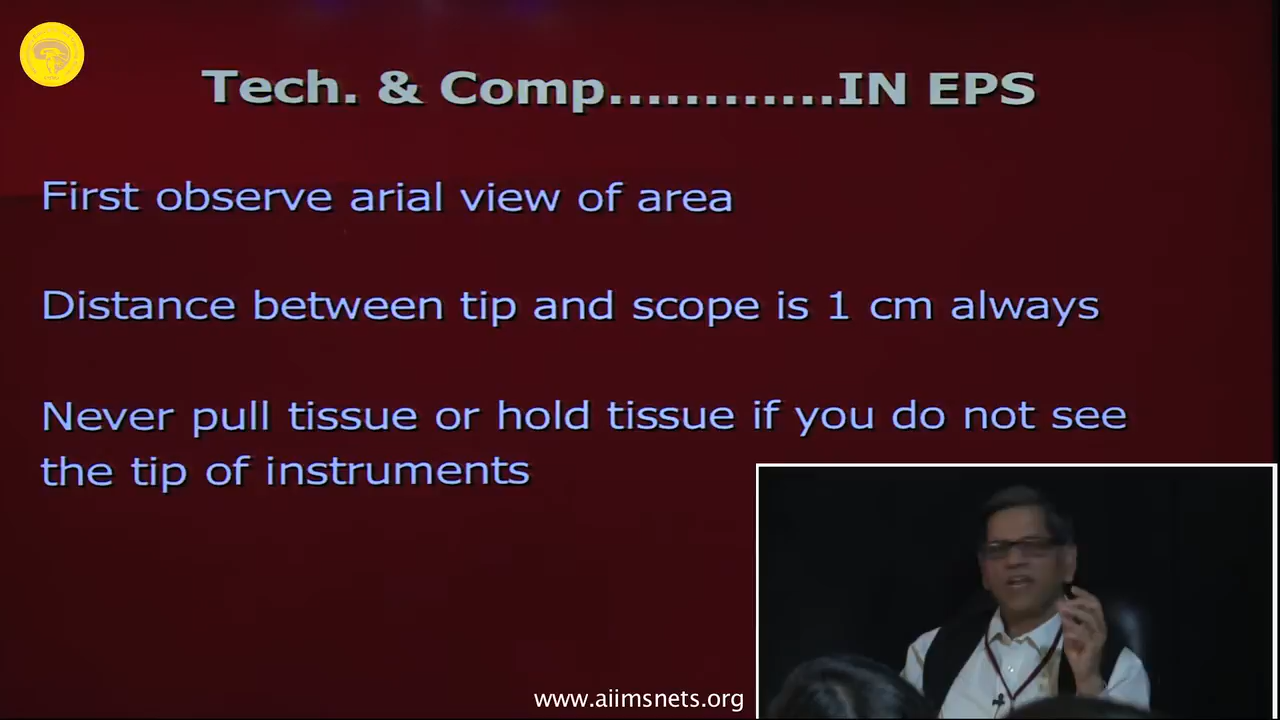 Tech. & Comp............IN EPS
First observe arial view of area
Distance between tip and scope is 1 cm always
Never pull tissue or hold tissue if you do not see
the tip of instruments
www.aiimsnets.org